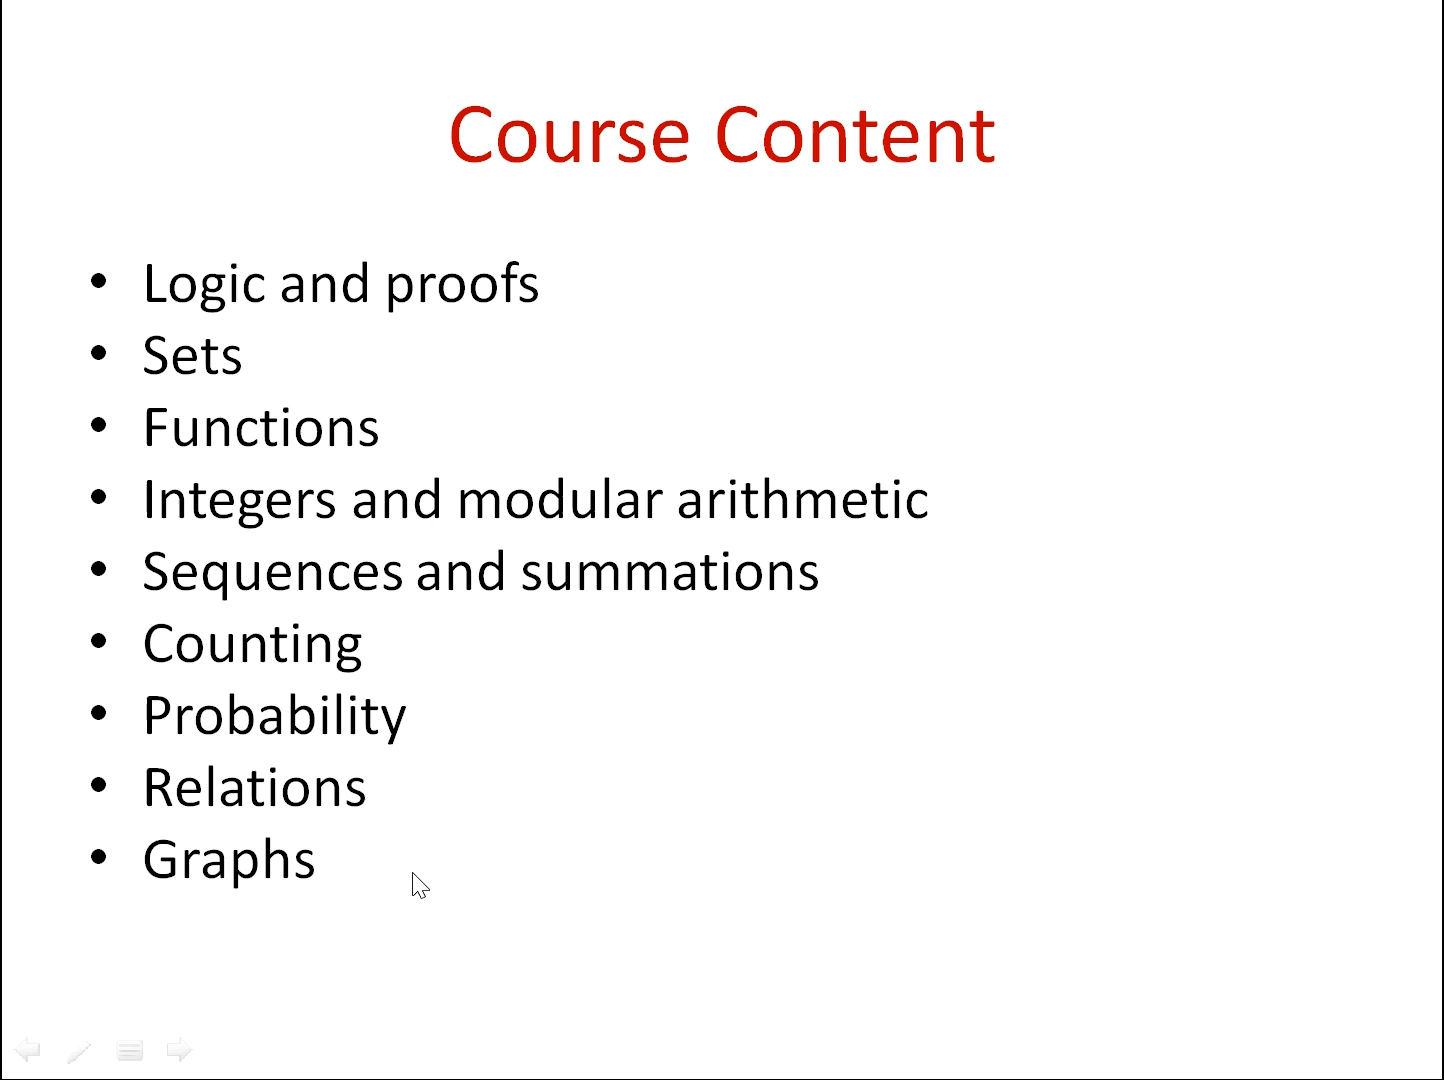 Course Content
• Logic and proofs
• Sets
• Functions
• Integers and modular arithmetic
• Sequences and summations
• Counting
• Probability
• Relations
• Graphs